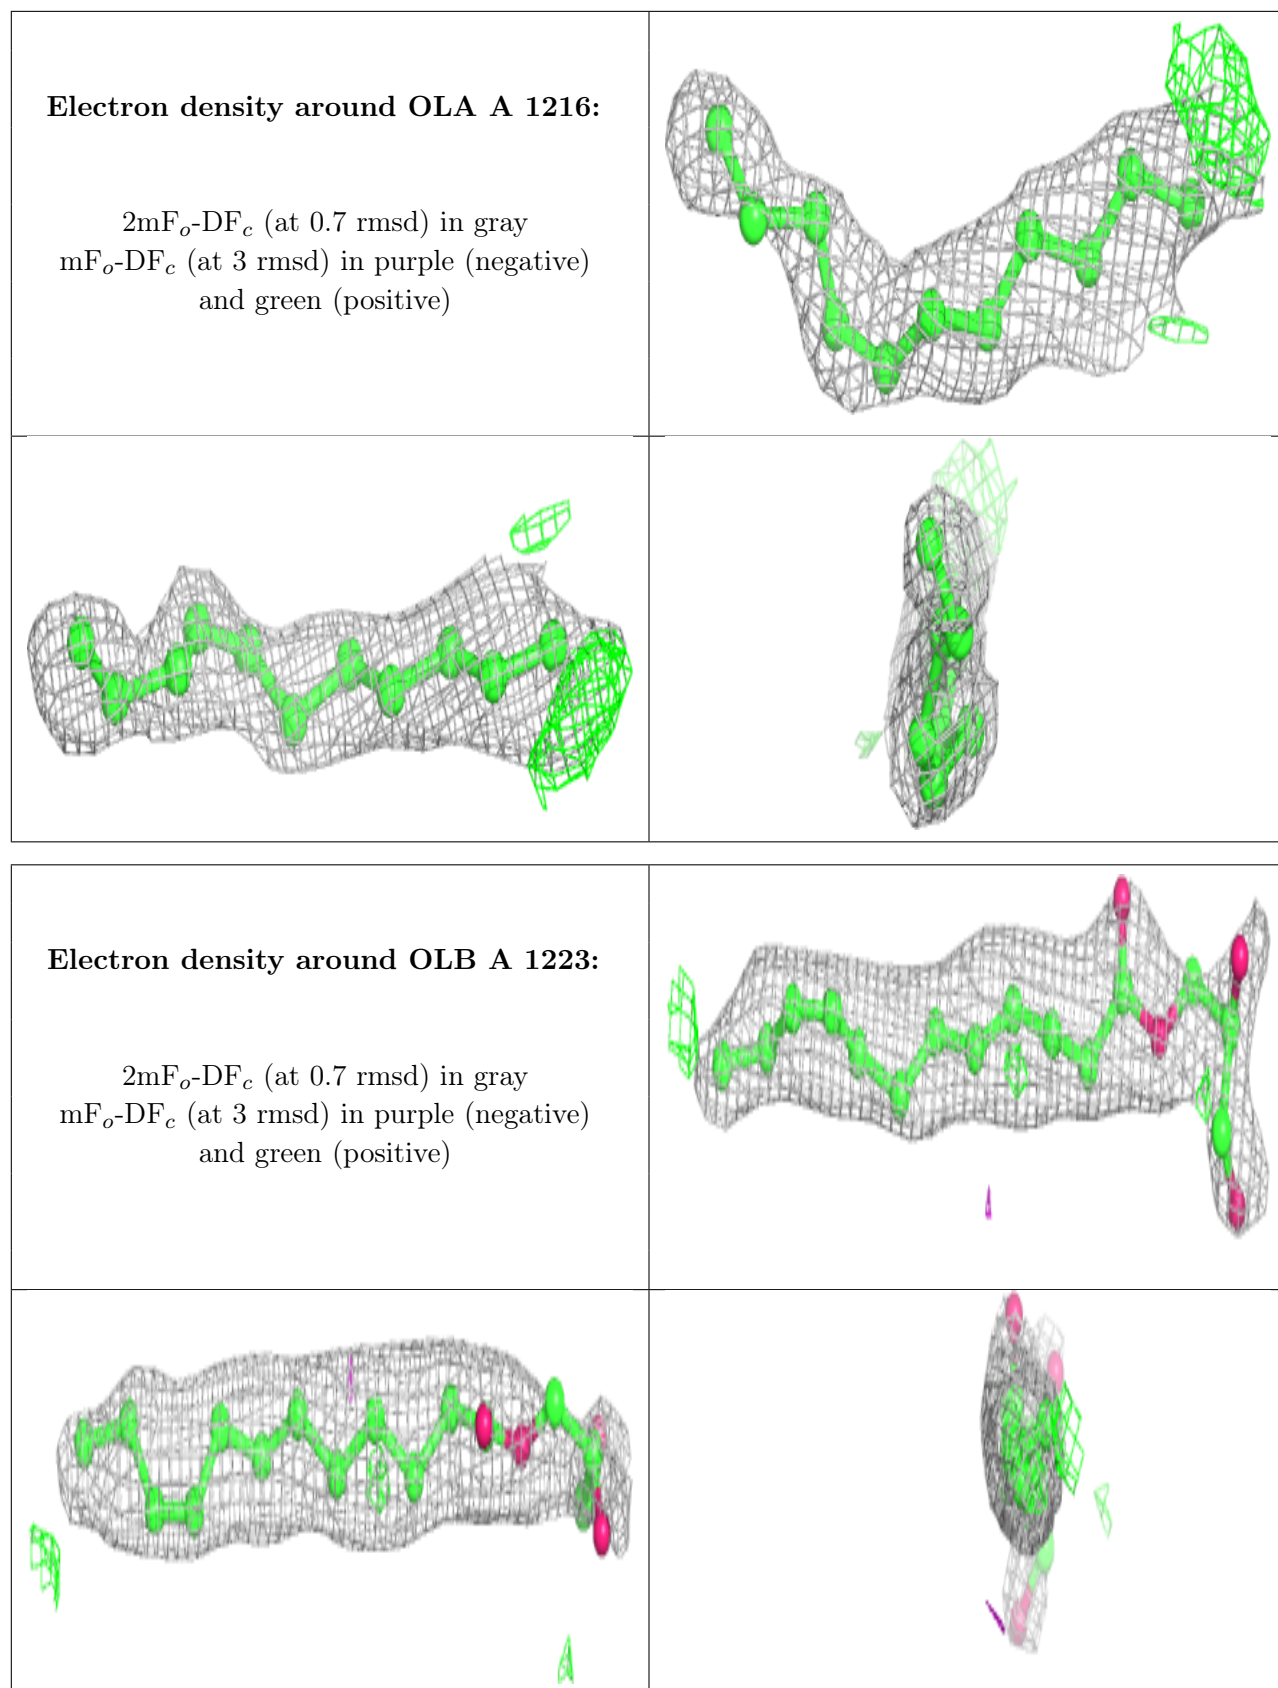 Electron density around OLA A 1216:
2mFo-DFc (at 0.7 rmsd) in gray
mFo-DFc (at 3 rmsd) in purple (negative)
and green (positive)
Electron density around OLB A 1223:
2mFo-DFc (at 0.7 rmsd) in gray
mFo-DFc (at 3 rmsd) in purple (negative)
and green (positive)